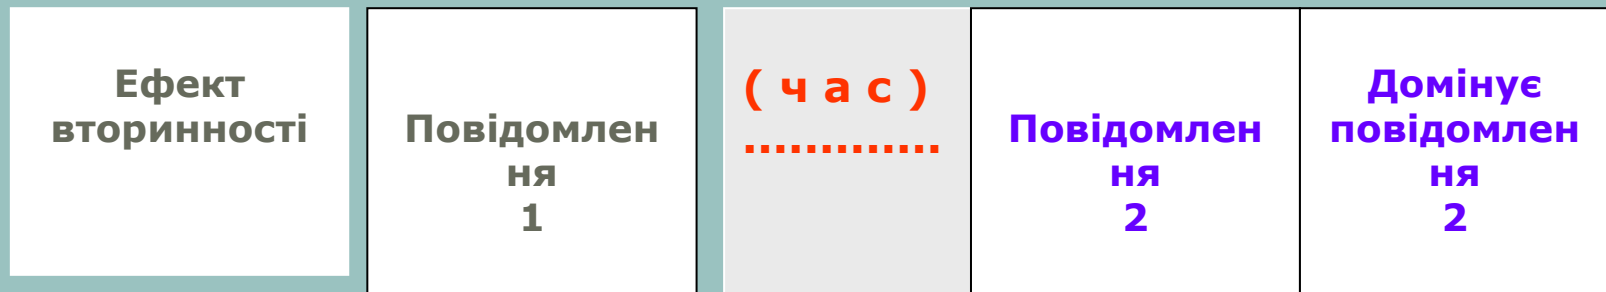 Ефект
вторинності
Повідомлен
ня
1
( ч а с )
.............
Повідомлен
ня
2
Домінує
повідомлен
ня
2